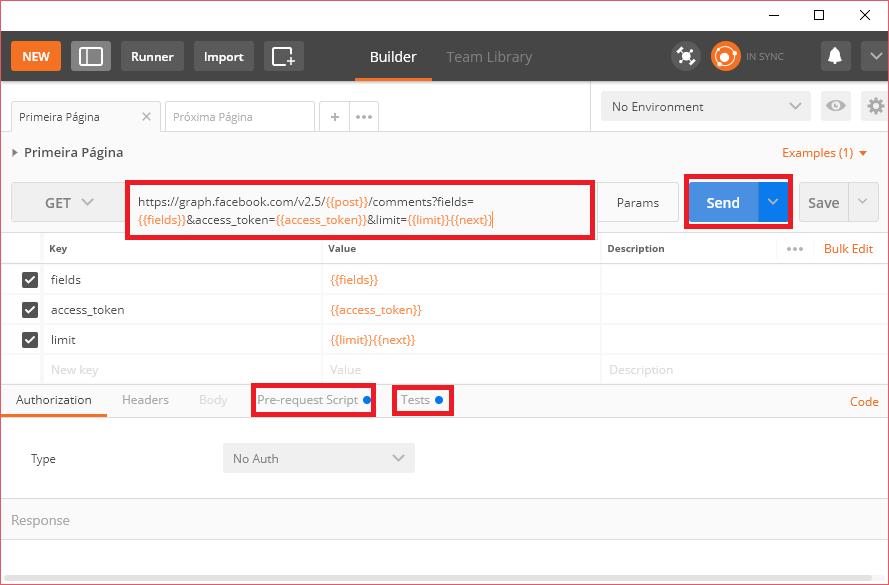 NEW Runner Import Builder Team Library IN SYNC
Primeira Página Próxima Página + No Environment
Primeira Página Examples (1)
GET https://graph.facebook.com/v2.5/{{post}}/comments?fields=
{{fields}}&access_token={{access_token}}&limit={{limit}}{{next}} Params Send Save
Key Value Description Bulk Edit
fields {{fields}}
access_token {{access_token}}
limit {{limit}}{{next}}
New key Value Description
Authorization Headers Body Pre-request Script Tests Code
Type No Auth
Response